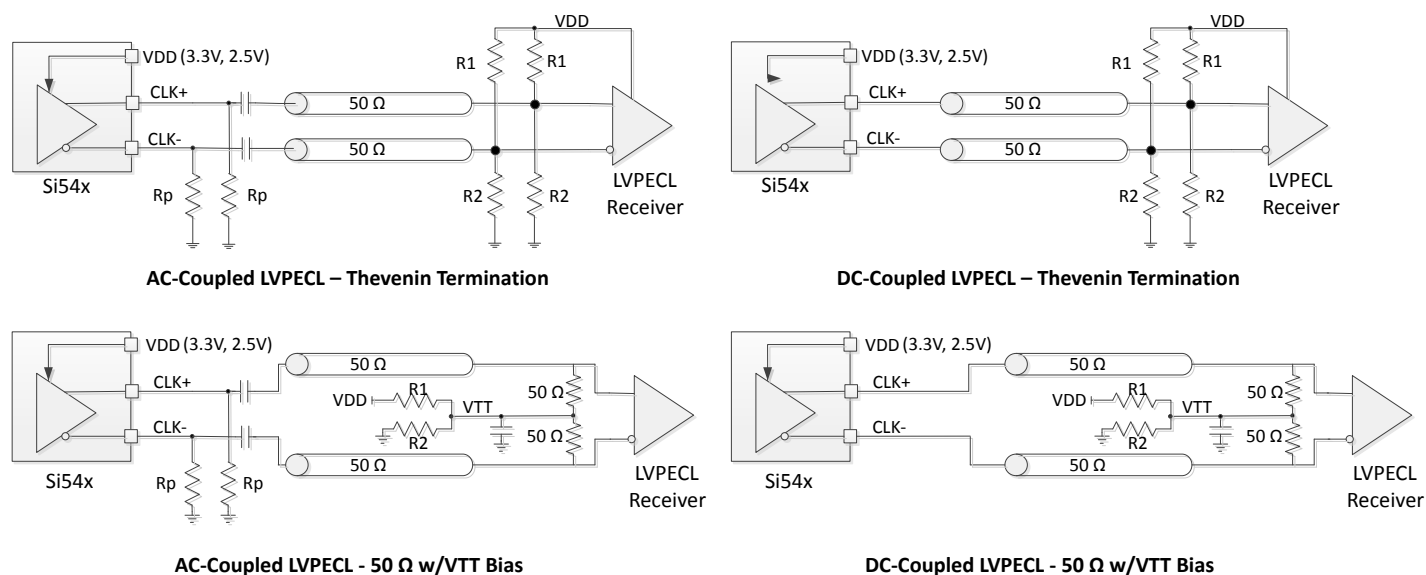 VDD
VDD (3.3V, 2.5V)
R1
R1
CLK+
50 Ω
CLK-
50 Ω
Si54x
Rp
Rp
R2
R2
LVPECL
Receiver
AC-Coupled LVPECL – Thevenin Termination
VDD
VDD (3.3V, 2.5V)
R1
R1
CLK+
50 Ω
CLK-
50 Ω
Si54x
R2
R2
LVPECL
Receiver
DC-Coupled LVPECL – Thevenin Termination
VDD (3.3V, 2.5V)
50 Ω
CLK+
R1
VDD
VTT
50 Ω
CLK-
R2
50 Ω
50 Ω
Si54x
Rp
Rp
LVPECL
Receiver
AC-Coupled LVPECL - 50 Ω w/VTT Bias
VDD (3.3V, 2.5V)
50 Ω
CLK+
R1
VDD
VTT
50 Ω
CLK-
R2
50 Ω
50 Ω
Si54x
LVPECL
Receiver
DC-Coupled LVPECL - 50 Ω w/VTT Bias